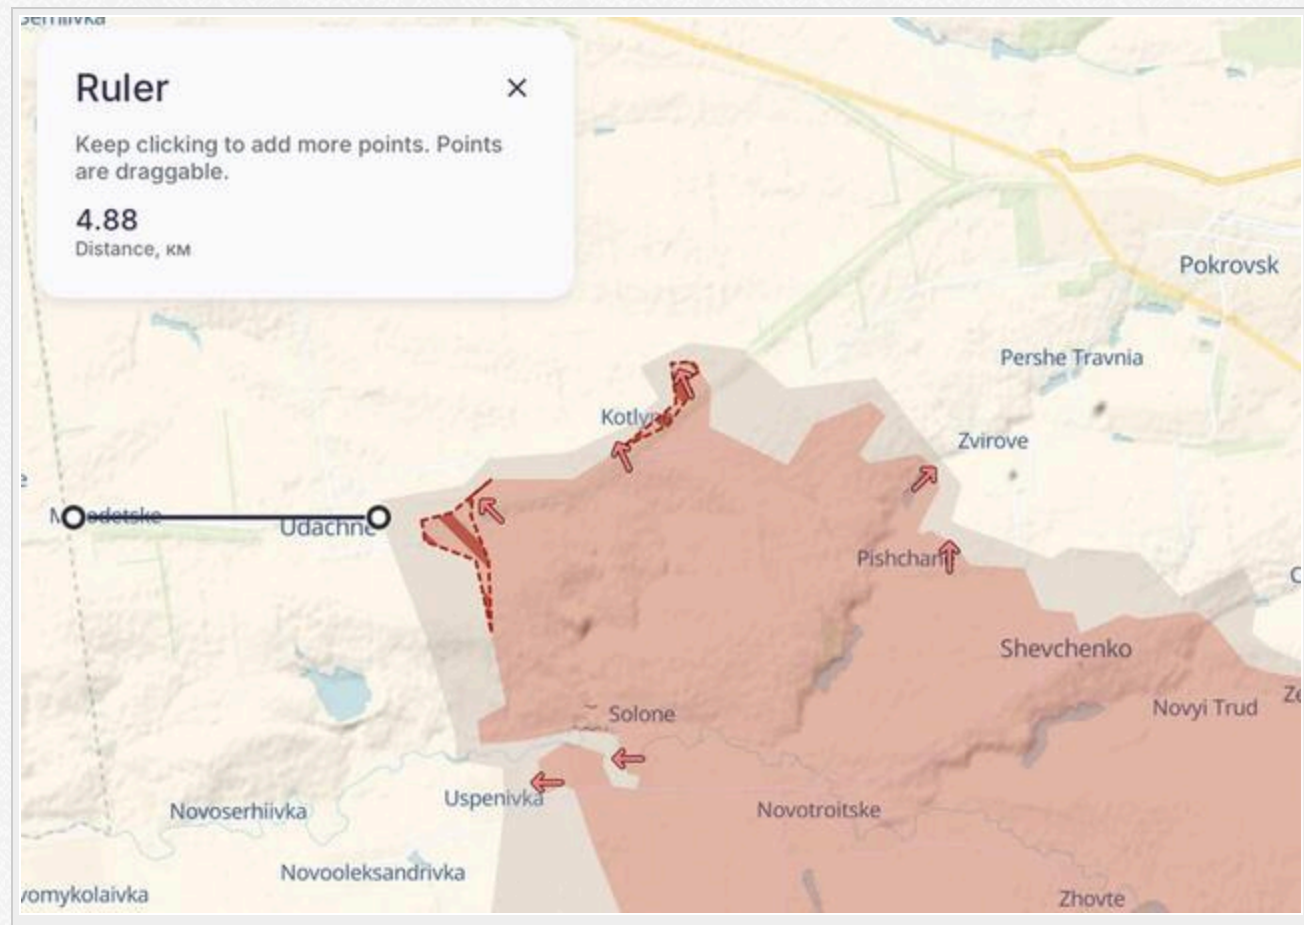 Ruler
Keep clicking to add more points. Points
are draggable.
4.88
Distance, км
Pokrovsk
Pershe Travnia
Zvirove
Udachne
Shevchenko
Novyi Trud
Solone
Uspenivka
Novoserhiivka
Novotroitske
Novooleksandrivka
Zhovte